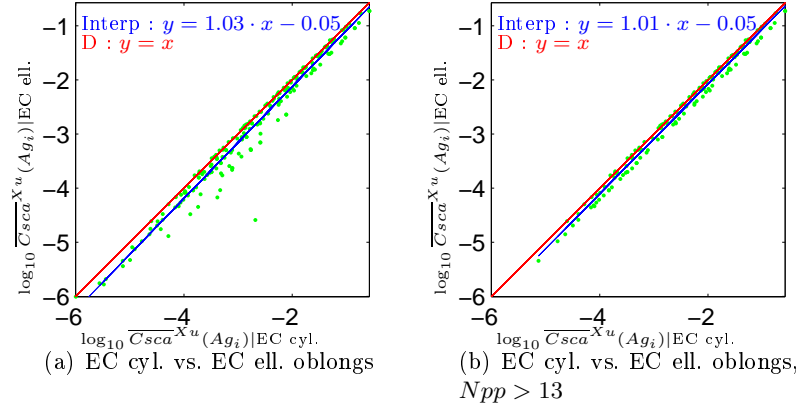 Interp : y = 1.03 · x − 0.05
D : y = x
−1
−2
−3
−4
−5
−6
−6
−4
−2
log10 Csca^Xu (Ag_i)|EC ell.
log10 Csca^Xu (Ag_i)|EC cyl.
(a) EC cyl. vs. EC ell. oblongs
Interp : y = 1.01 · x − 0.05
D : y = x
−1
−2
−3
−4
−5
−6
−6
−4
−2
log10 Csca^Xu (Ag_i)|EC ell.
log10 Csca^Xu (Ag_i)|EC cyl.
(b) EC cyl. vs. EC ell. oblongs,
Npp > 13